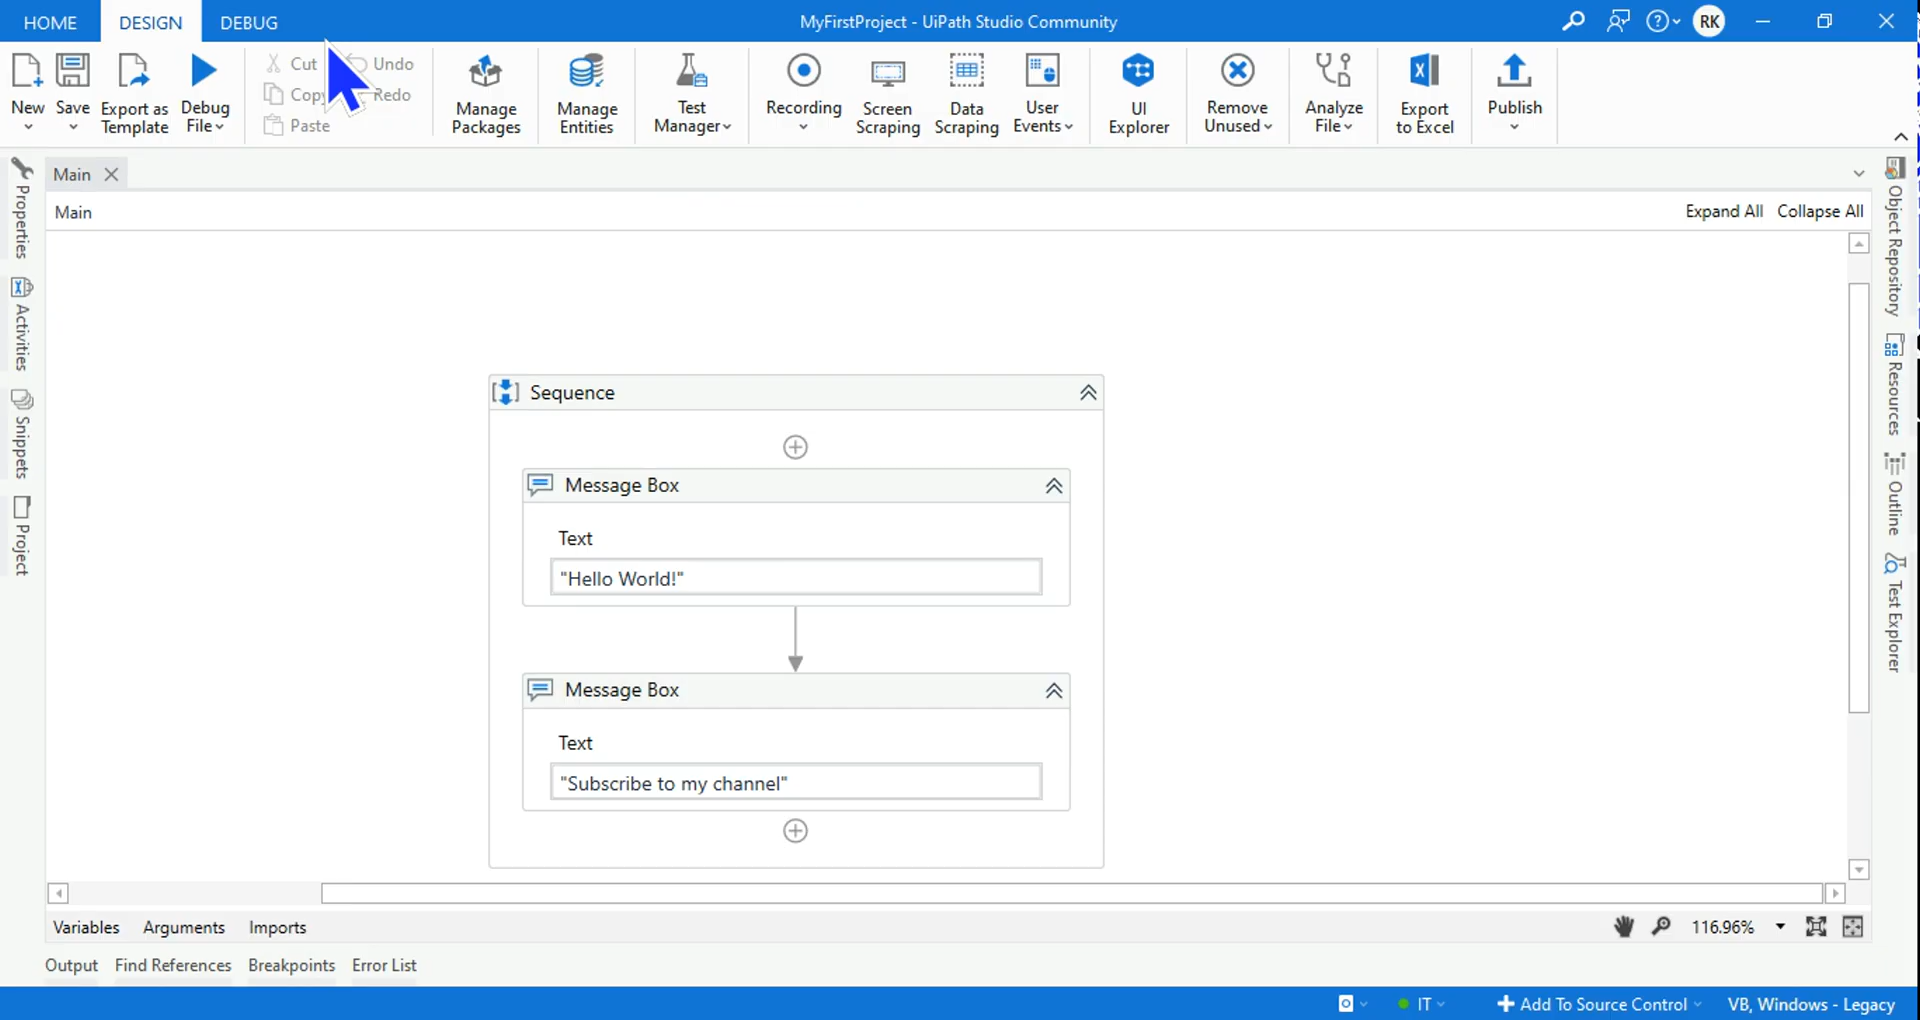 HOME DESIGN DEBUG MyFirstProject - UiPath Studio Community RK
New Save Export as Template Debug File
Cut Undo
Copy Redo
Paste
Manage Packages
Manage Entities
Test Manager
Recording Screen Scraping Data Scraping User Events
UI Explorer
Remove Unused
Analyze File
Export to Excel
Publish
Main
Main Expand All Collapse All
Properties
Activities
Snippets
Project
Sequence
Message Box
Text
"Hello World!"
Message Box
Text
"Subscribe to my channel"
Object Repository
Resources
Outline
Test Explorer
Variables Arguments Imports 116.96%
Output Find References Breakpoints Error List
IT Add To Source Control VB, Windows - Legacy